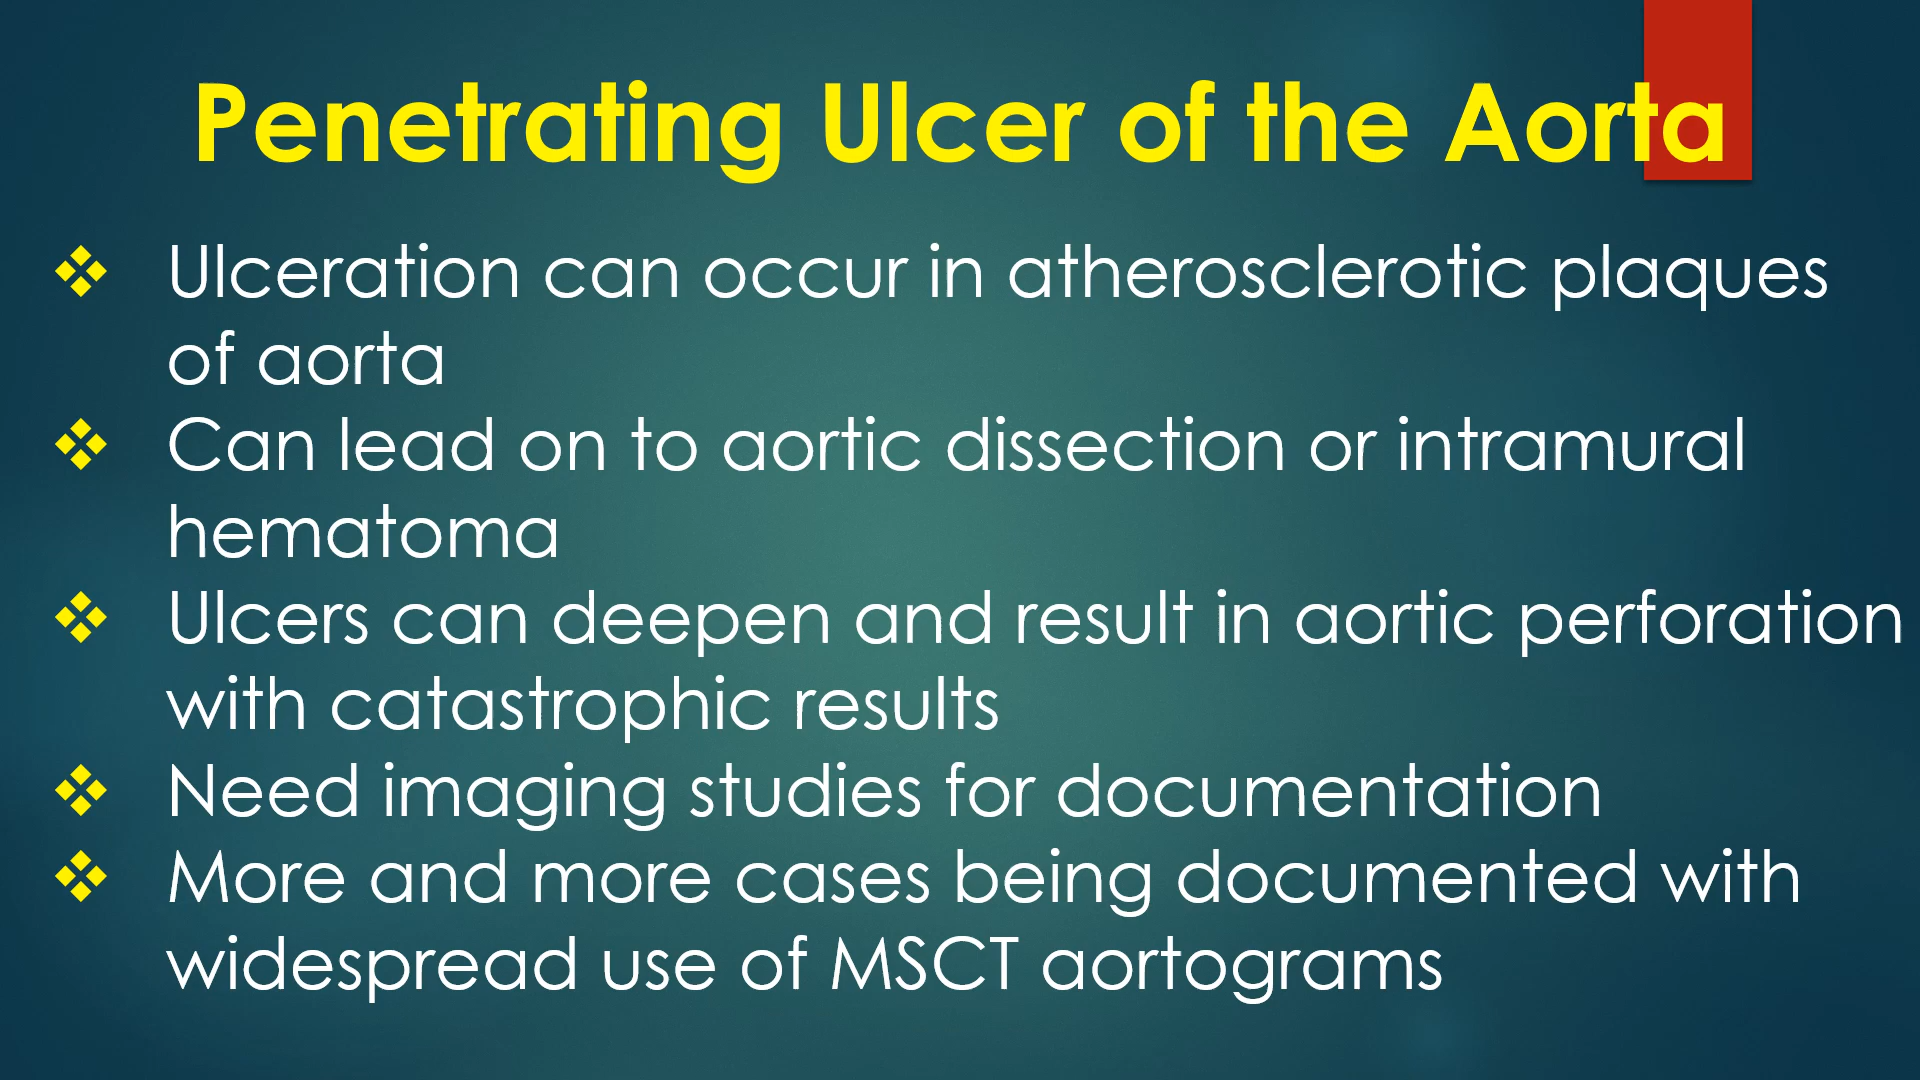 Penetrating Ulcer of the Aorta
❖ Ulceration can occur in atherosclerotic plaques
of aorta
❖ Can lead on to aortic dissection or intramural
hematoma
❖ Ulcers can deepen and result in aortic perforation
with catastrophic results
❖ Need imaging studies for documentation
❖ More and more cases being documented with
widespread use of MSCT aortograms